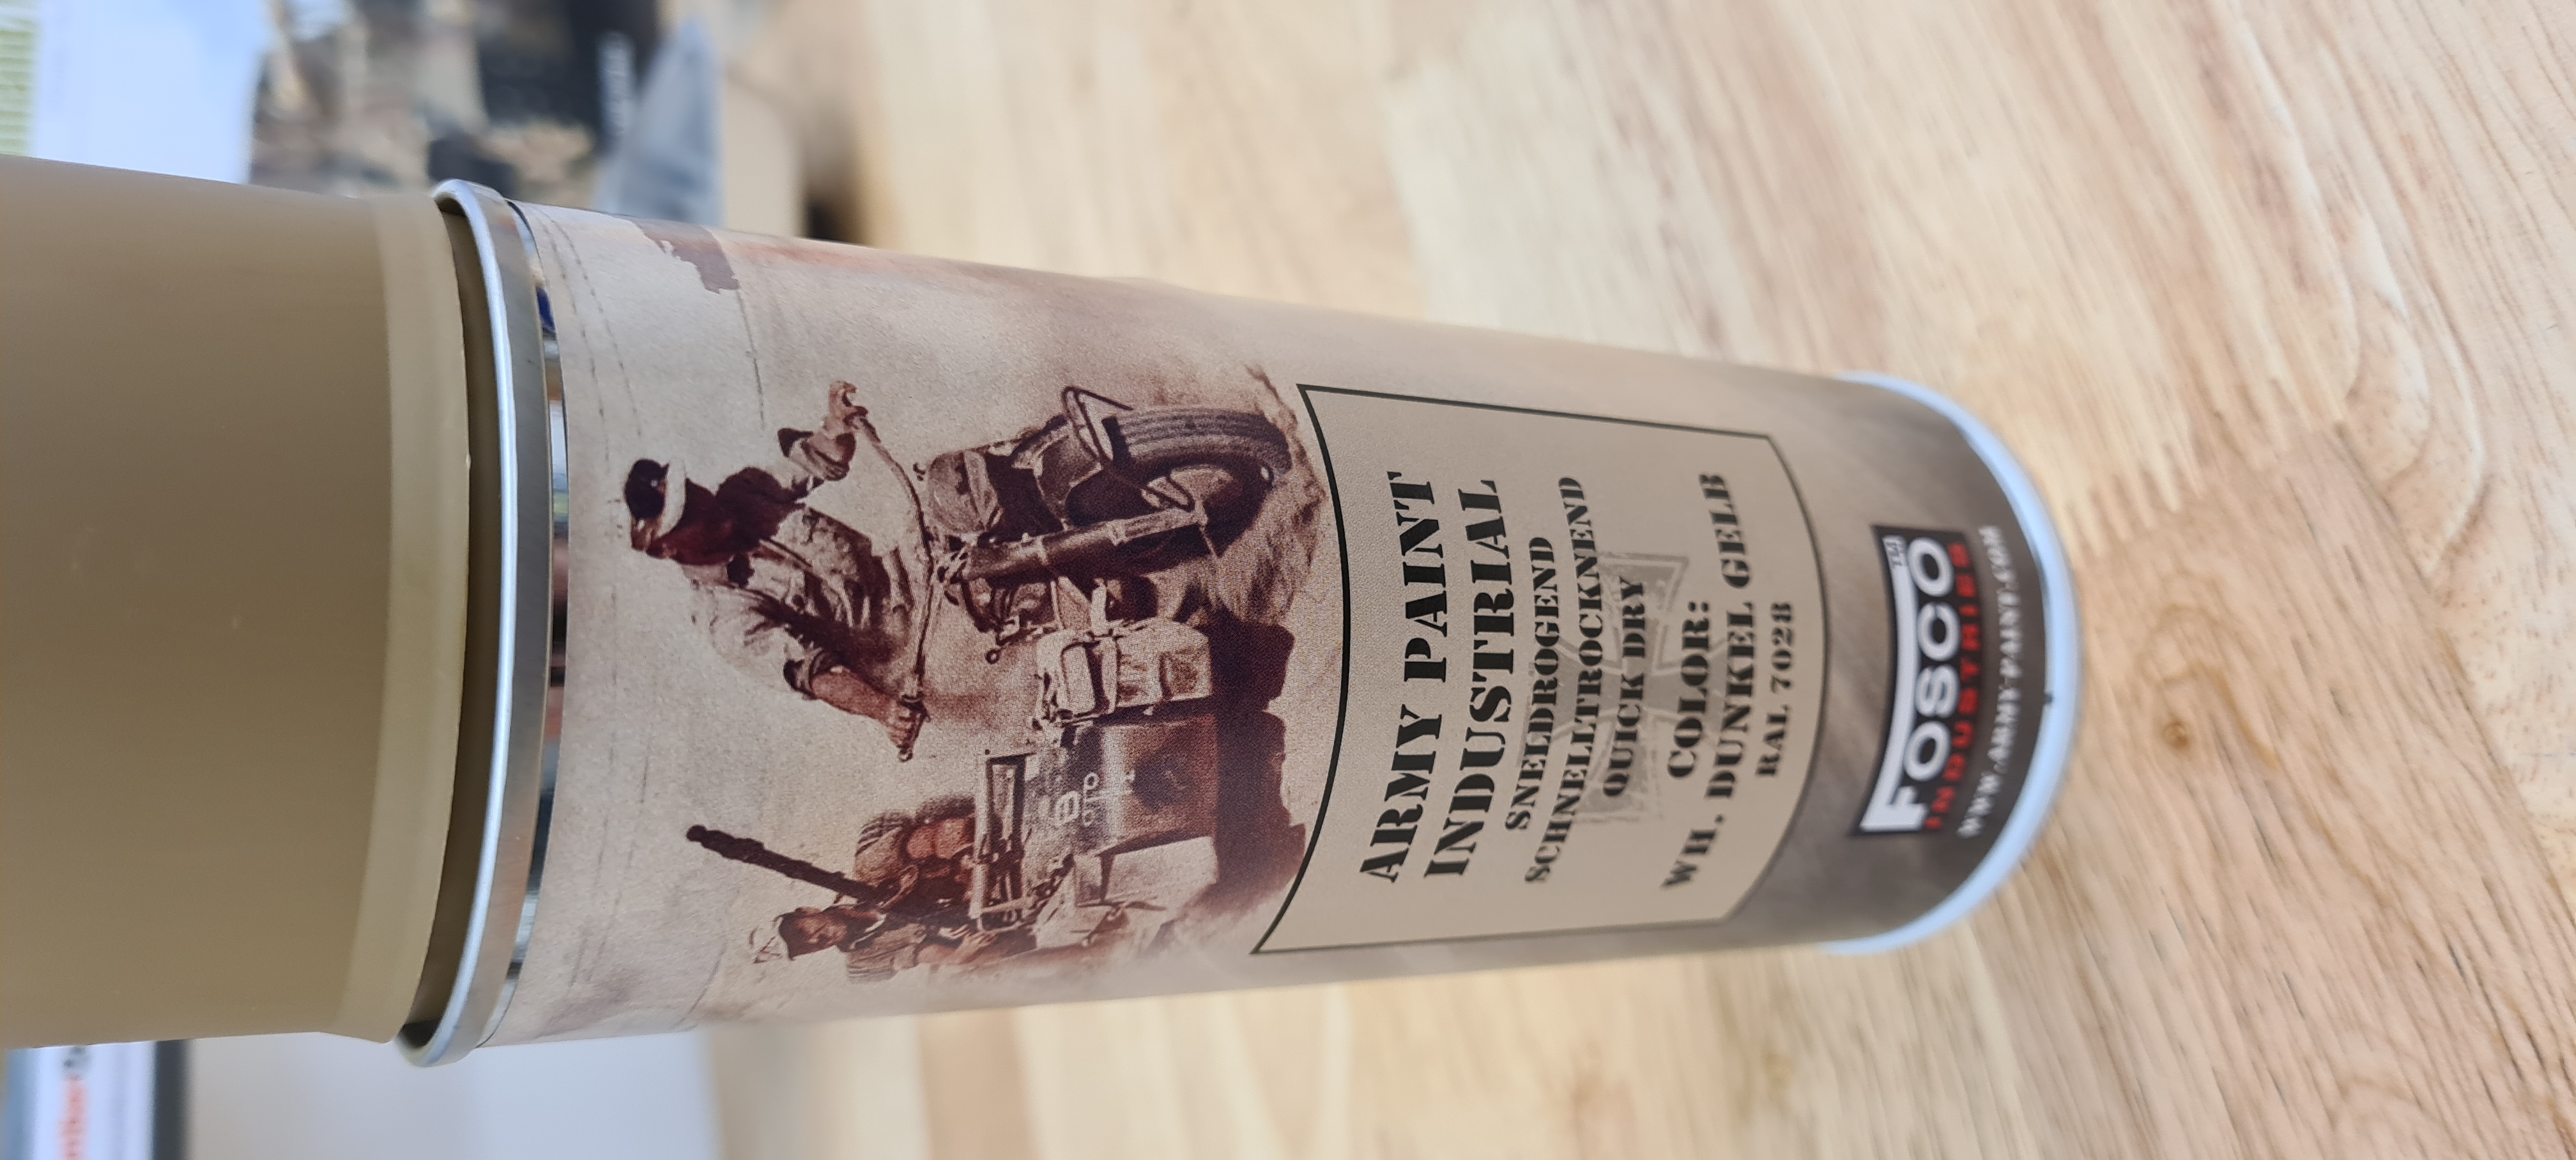 ARMY PAINT
INDUSTRIAL
SNELDROGEND
SCHNELLTROCKNEND
QUICK DRY
COLOR:
WH. DUNKEL GELB
RAL 7028
FOSCO TM
INDUSTRIES
WWW.ARMY-PAINT.COM